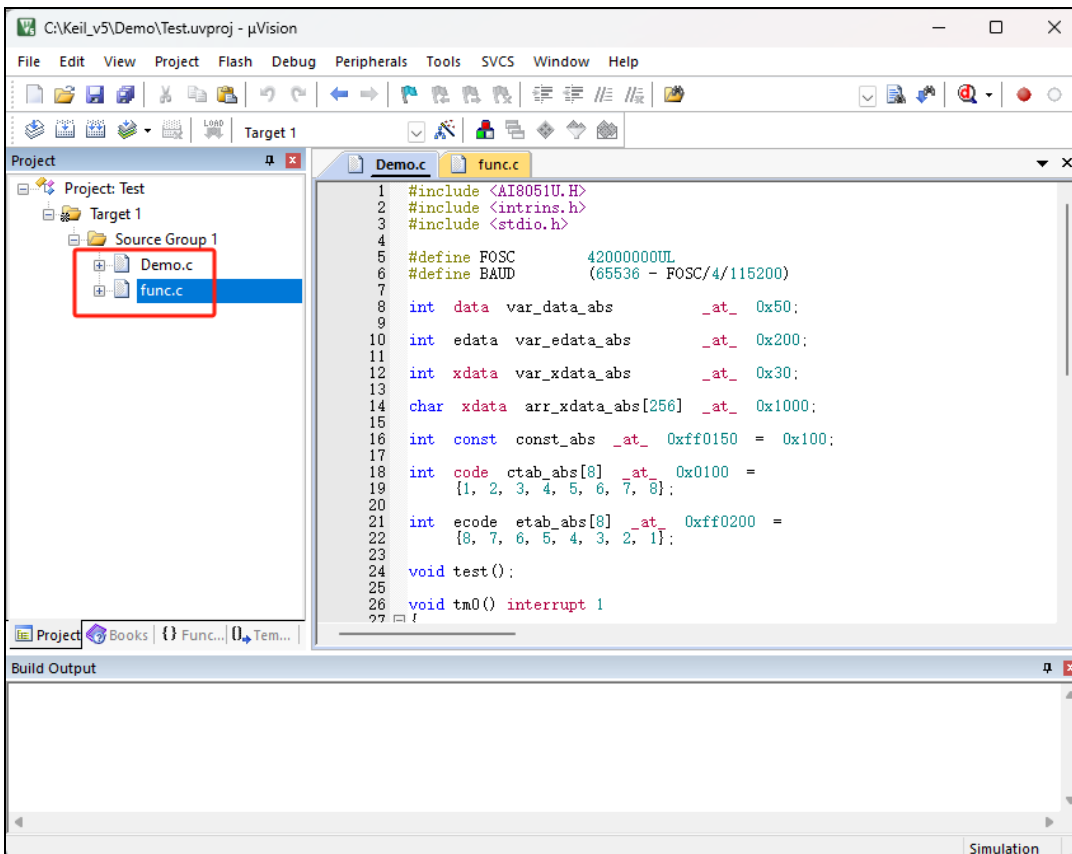 C:\Keil_v5\Demo\Test.uvproj - µVision
File Edit View Project Flash Debug Peripherals Tools SVCS Window Help
LOAD Target 1
Project
Demo.c func.c
Project: Test
Target 1
Source Group 1
Demo.c
func.c
1 #include <AI8051U.H>
2 #include <intrins.h>
3 #include <stdio.h>
4
5 #define FOSC 42000000UL
6 #define BAUD (65536 - FOSC/4/115200)
7
8 int data var_data_abs _at_ 0x50;
9
10 int edata var_edata_abs _at_ 0x200;
11
12 int xdata var_xdata_abs _at_ 0x30;
13
14 char xdata arr_xdata_abs[256] _at_ 0x1000;
15
16 int const const_abs _at_ 0xff0150 = 0x100;
17
18 int code ctab_abs[8] _at_ 0x0100 =
19 {1, 2, 3, 4, 5, 6, 7, 8};
20
21 int ecode etab_abs[8] _at_ 0xff0200 =
22 {8, 7, 6, 5, 4, 3, 2, 1};
23
24 void test();
25
26 void tm0() interrupt 1
27 {
Project Books {} Func... 0 Tem...
Build Output
Simulation